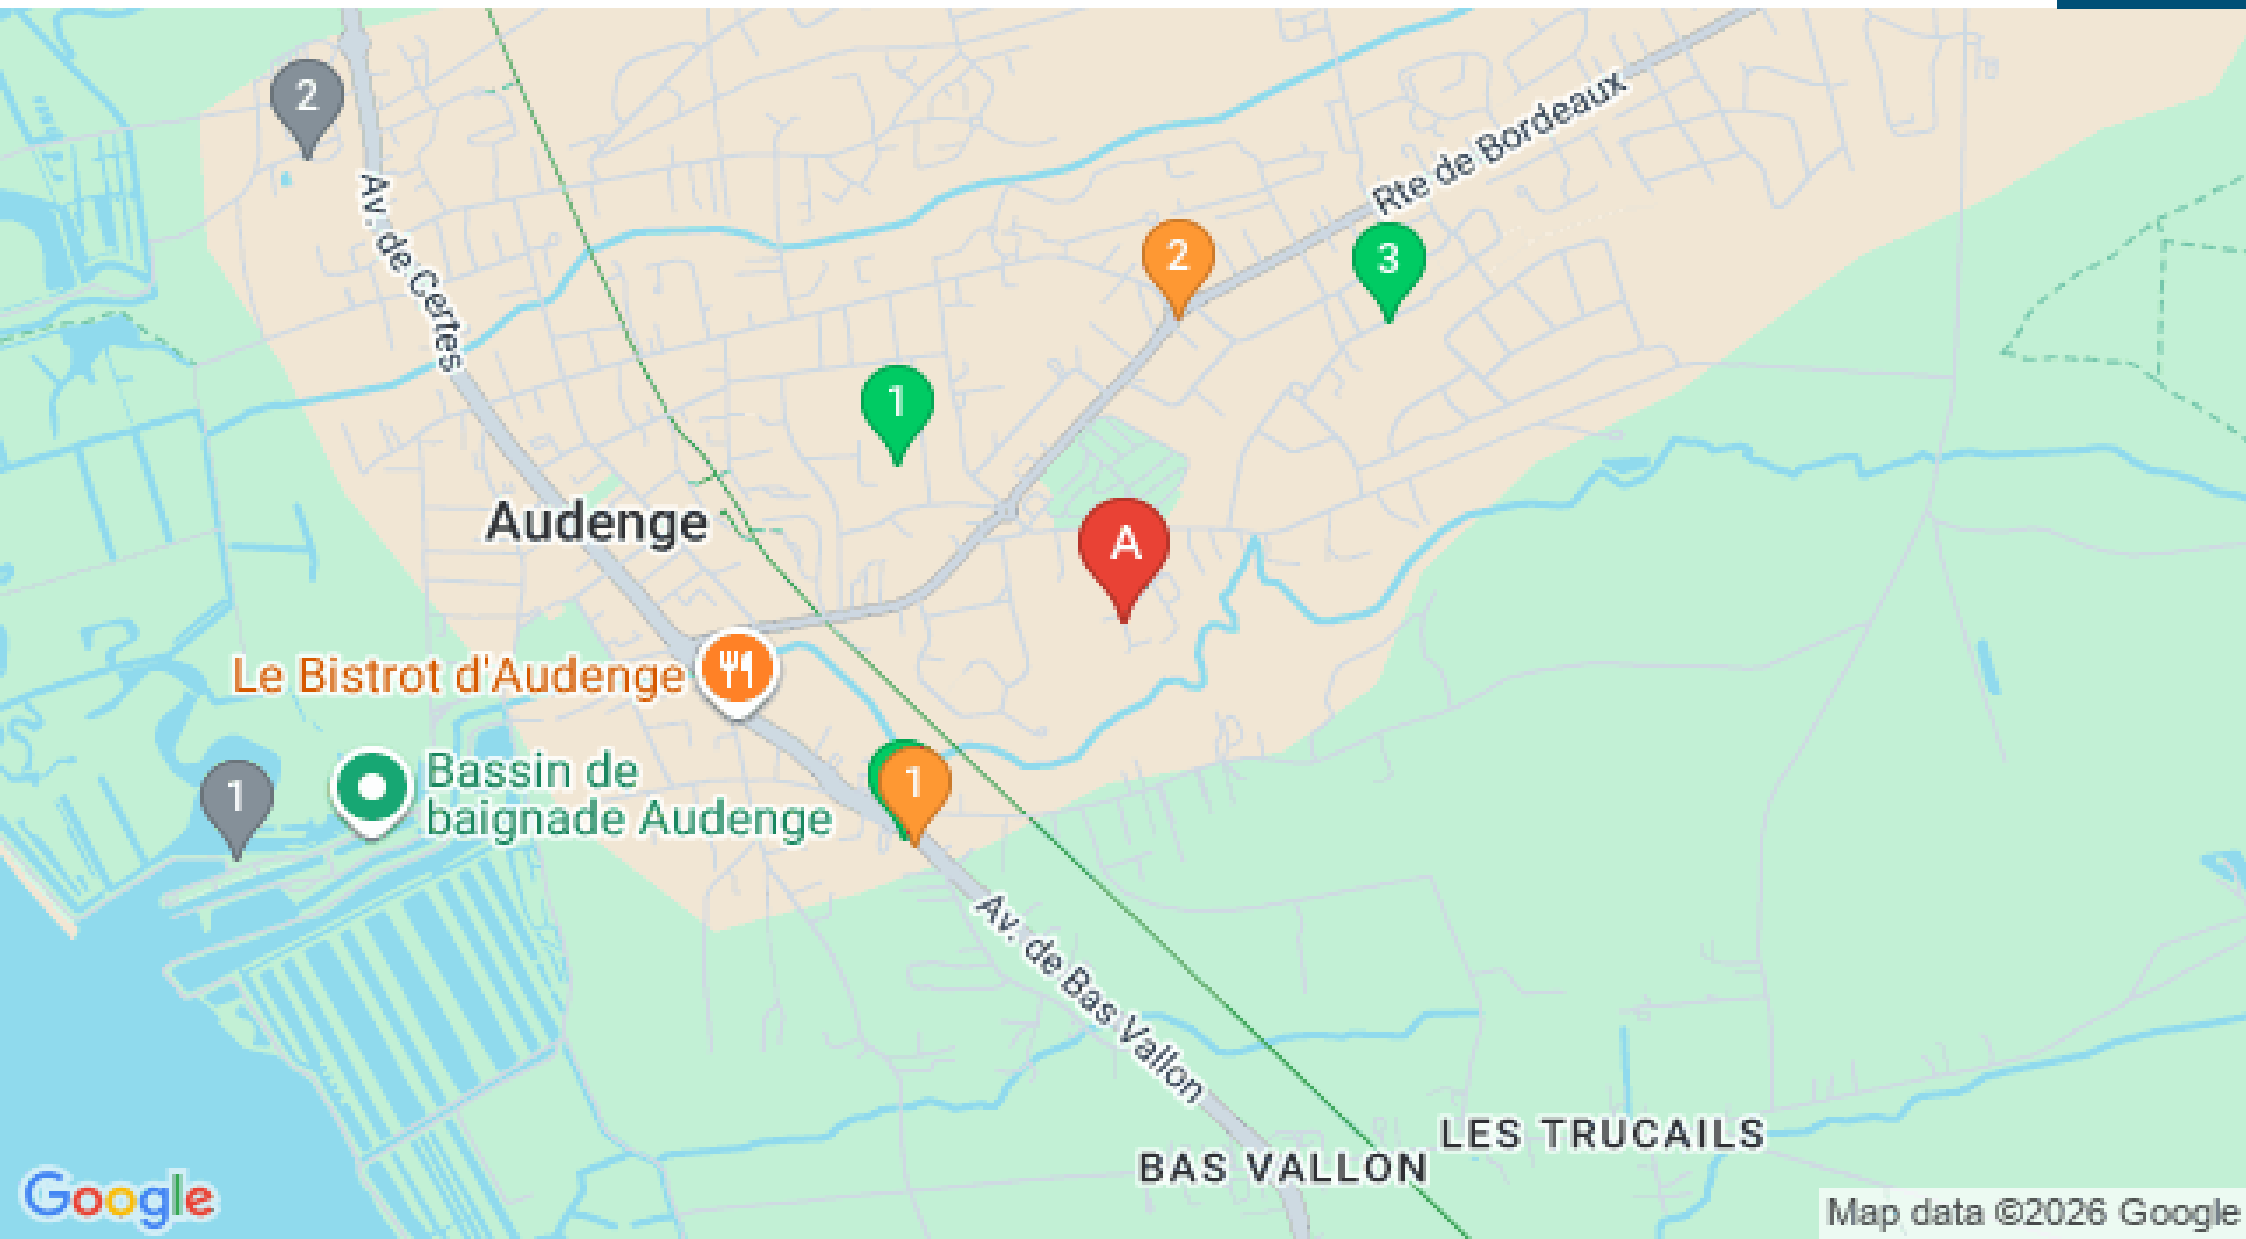 2
Av. de Certes
Rte de Bordeaux
2
3
1
Audenge
A
Le Bistrot d'Audenge
Bassin de
baignade Audenge
1
1
Av. de Bas Vallon
LES TRUCAILS
BAS VALLON
Google
Map data ©2026 Google